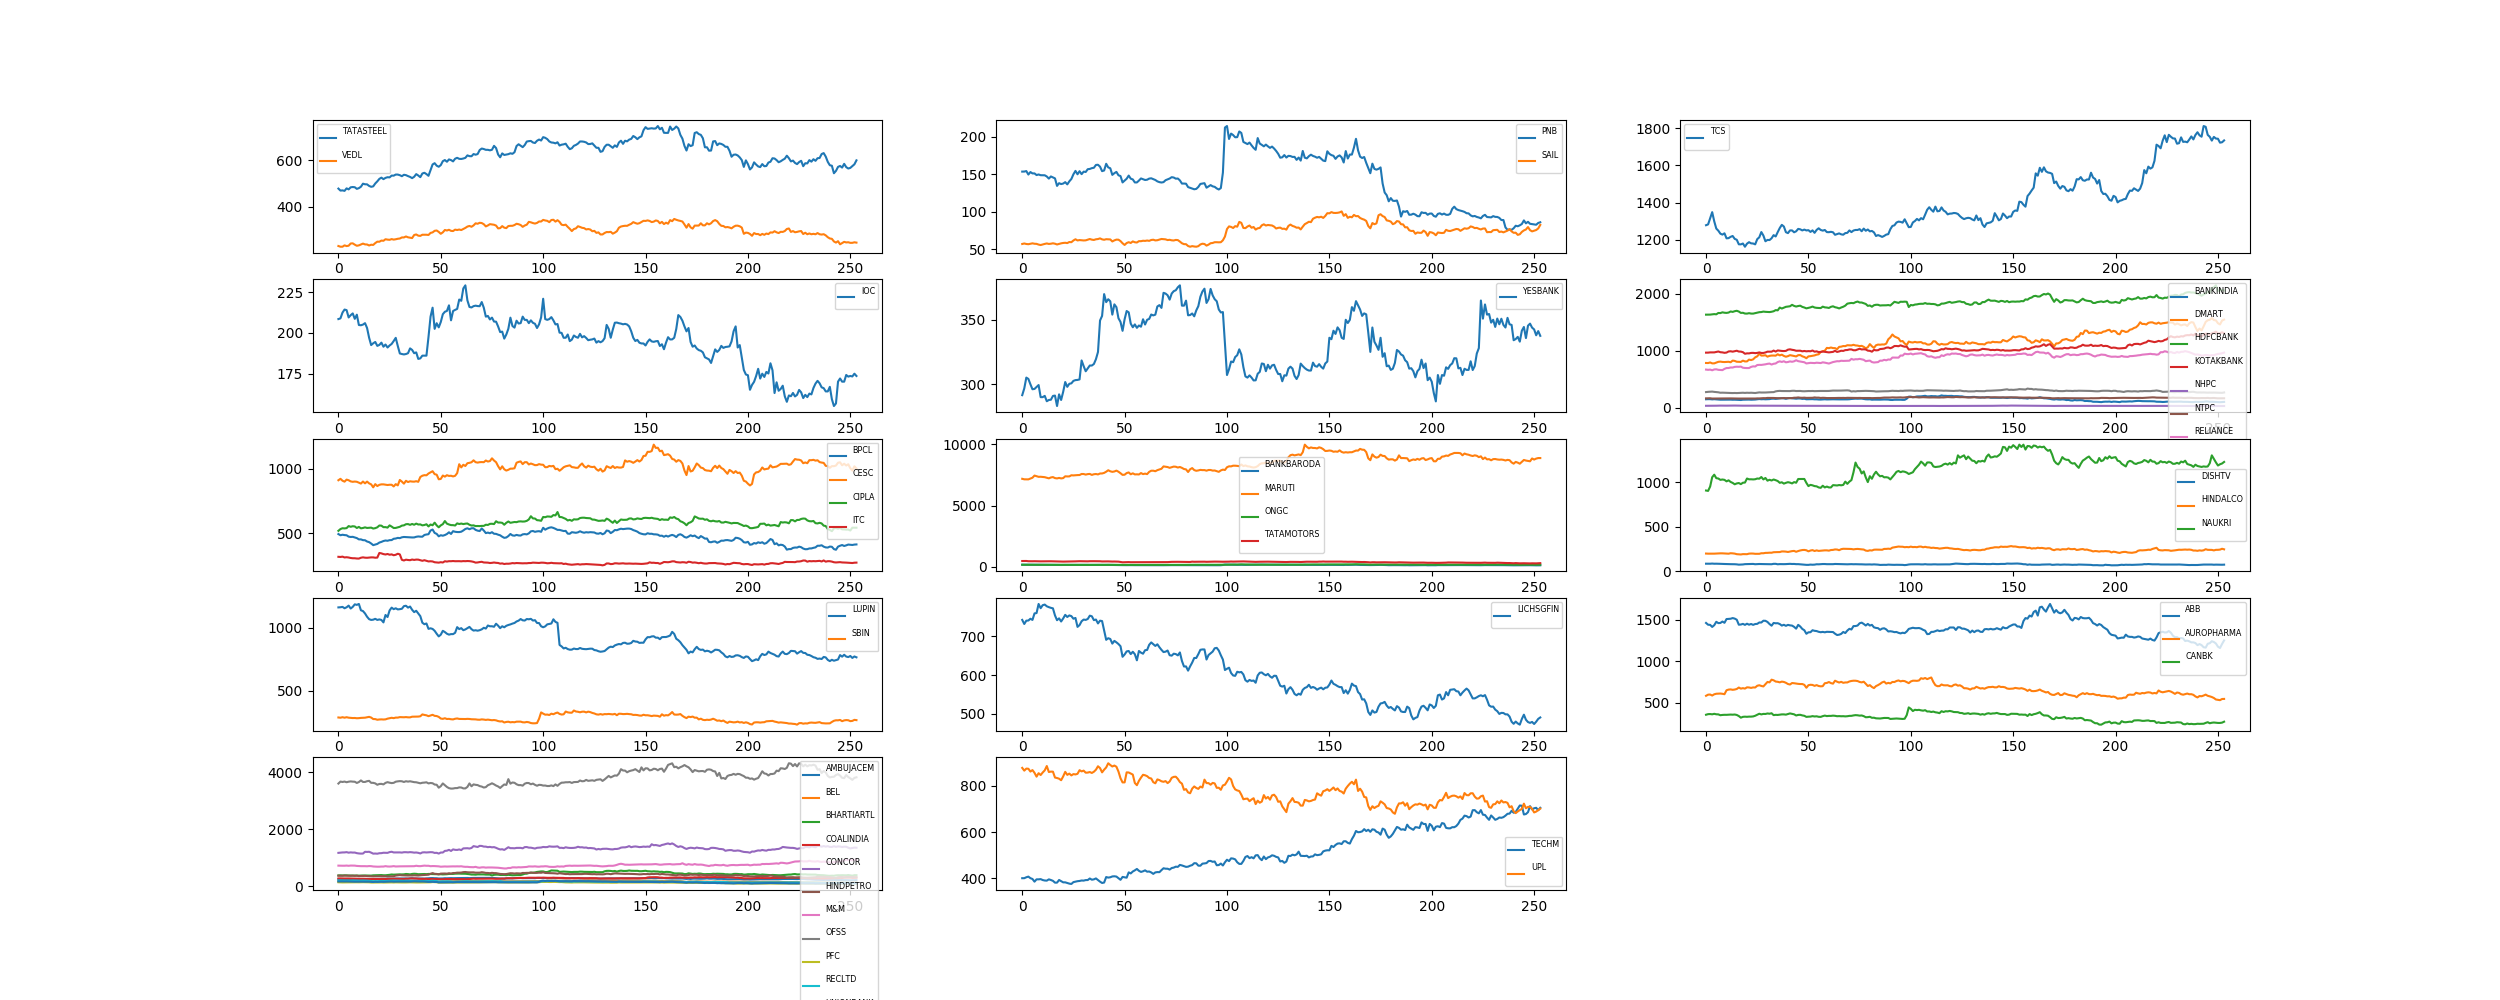 TATASTEEL
VEDL
600
400
0 50 100 150 200 250
PNB
SAIL
200
150
100
50
0 50 100 150 200 250
TCS
1800
1600
1400
1200
0 50 100 150 200 250
IOC
225
200
175
0 50 100 150 200 250
YESBANK
350
300
0 50 100 150 200 250
BANKINDIA
DMART
HDFCBANK
KOTAKBANK
NHPC
NTPC
RELIANCE
2000
1000
0
0 50 100 150 200 250
BPCL
CESC
CIPLA
ITC
1000
500
0 50 100 150 200 250
BANKBARODA
MARUTI
ONGC
TATAMOTORS
10000
5000
0
0 50 100 150 200 250
DISHTV
HINDALCO
NAUKRI
1000
500
0
0 50 100 150 200 250
LUPIN
SBIN
1000
500
0 50 100 150 200 250
LICHSGFIN
700
600
500
0 50 100 150 200 250
ABB
AUROPHARMA
CANBK
1500
1000
500
0 50 100 150 200 250
AMBUJACEM
BEL
BHARTIARTL
COALINDIA
CONCOR
HINDPETRO
M&M
OFSS
PFC
RECLTD
4000
2000
0
0 50 100 150 200 250
TECHM
UPL
800
600
400
0 50 100 150 200 250